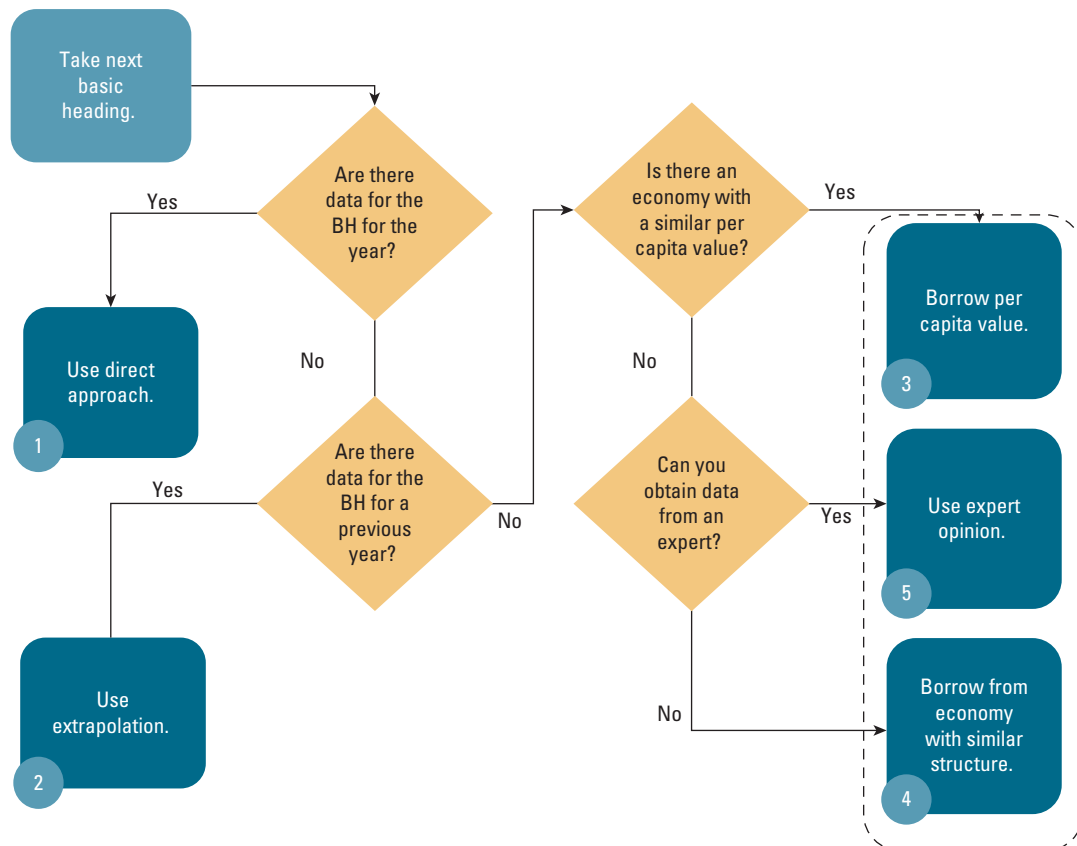 Take next
basic
heading.
Are there
data for the
BH for the
year?
Yes
Use direct
approach.
1
No
Are there
data for the
BH for a
previous
year?
Yes
Use
extrapolation.
2
No
Is there an
economy with
a similar per
capita value?
Yes
Borrow per
capita value.
3
No
Can you
obtain data
from an
expert?
Yes
Use expert
opinion.
5
No
Borrow from
economy
with similar
structure.
4